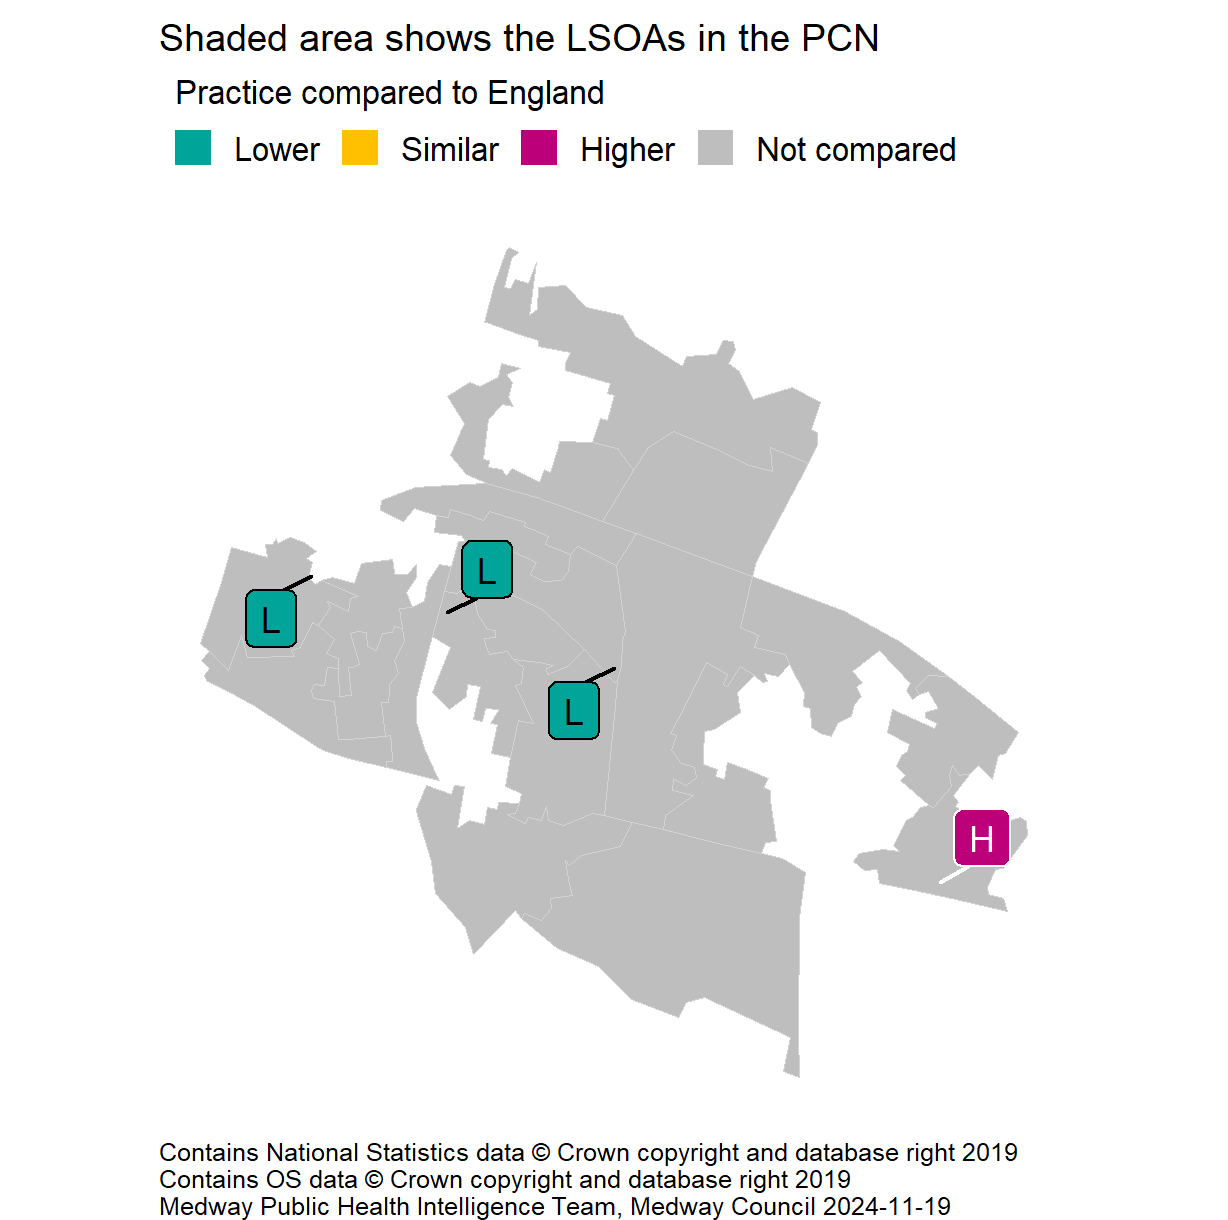 Shaded area shows the LSOAs in the PCN
Practice compared to England
Lower Similar Higher Not compared
L
L
L
H
Contains National Statistics data © Crown copyright and database right 2019
Contains OS data © Crown copyright and database right 2019
Medway Public Health Intelligence Team, Medway Council 2024-11-19